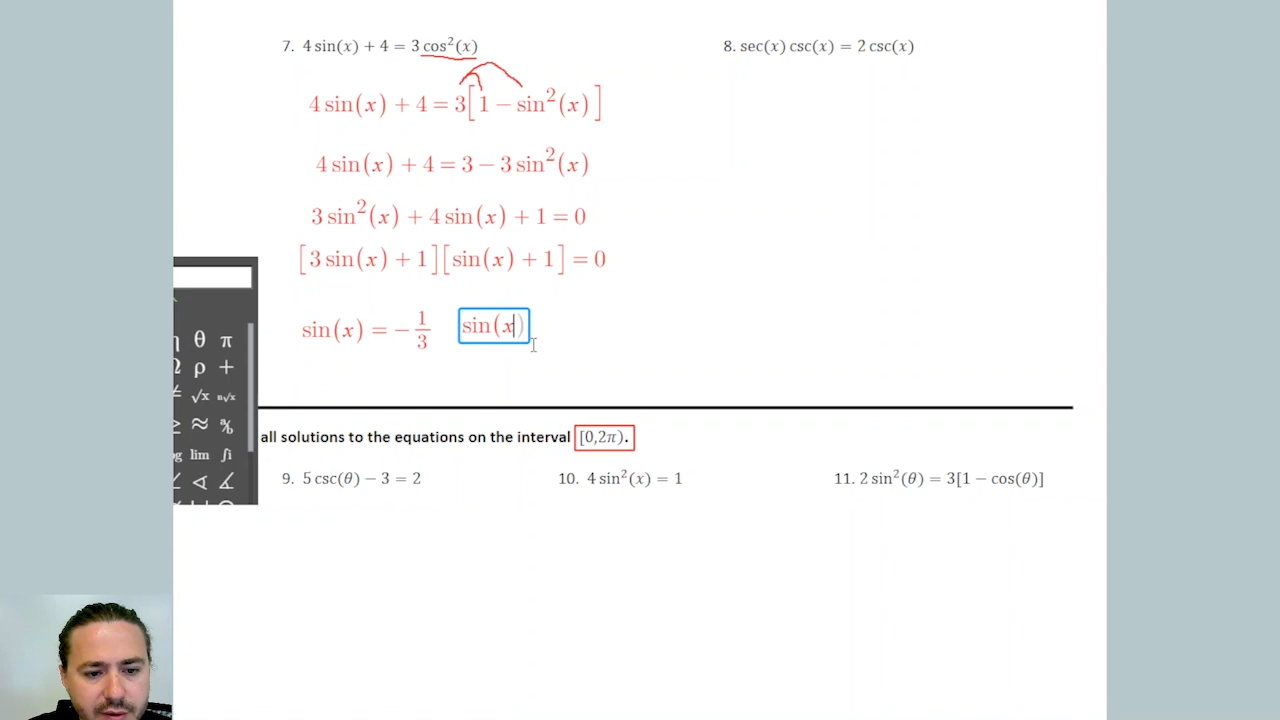 7. 4 sin(x) + 4 = 3 cos²(x)
4 sin(x) + 4 = 3[1 − sin²(x)]
4 sin(x) + 4 = 3 − 3 sin²(x)
3 sin²(x) + 4 sin(x) + 1 = 0
[3 sin(x) + 1][sin(x) + 1] = 0
sin(x) = −1/3 sin(x)
8. sec(x) csc(x) = 2 csc(x)
θ π
ρ +
√x n√x
≥ ≈ a/b
lim ∫i
∠ ∢ ∡
all solutions to the equations on the interval [0,2π).
9. 5 csc(θ) − 3 = 2
10. 4 sin²(x) = 1
11. 2 sin²(θ) = 3[1 − cos(θ)]